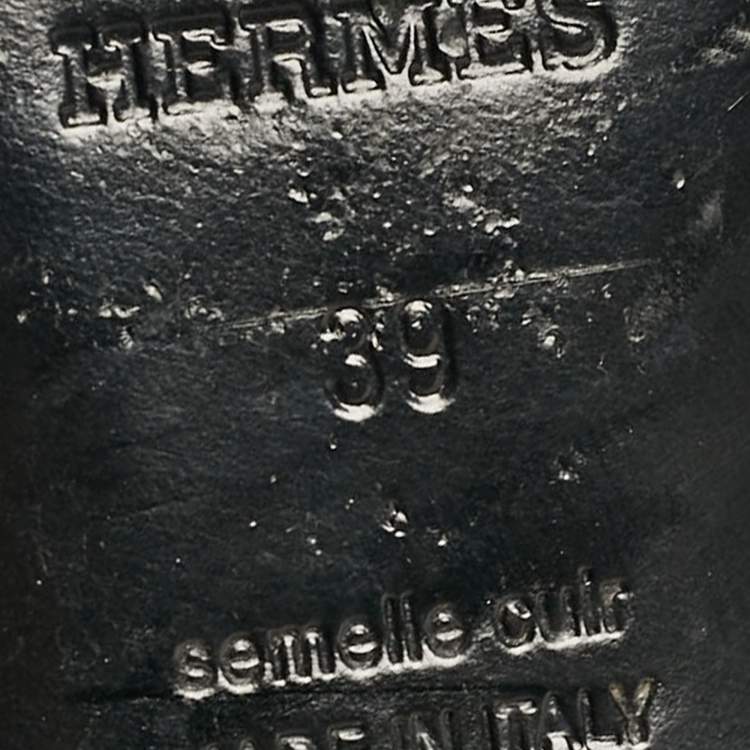 HERMES
39
semelle cuir
MADE IN ITALY